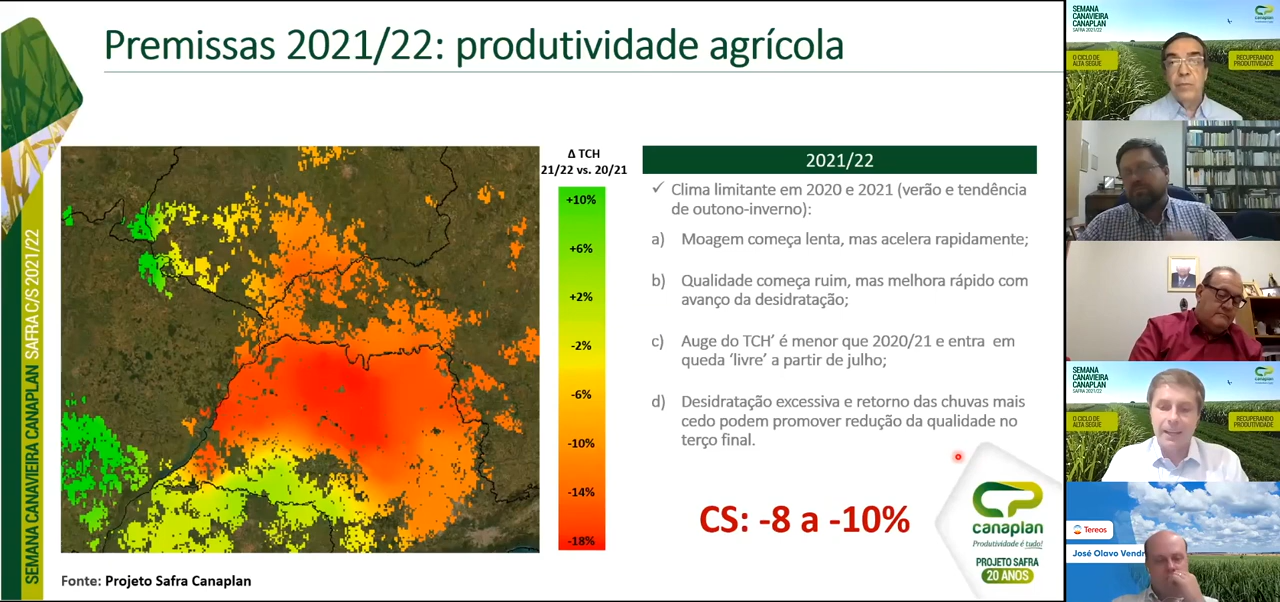 Premissas 2021/22: produtividade agrícola
SEMANA CANAVIEIRA CANAPLAN SAFRA C/S 2021/22
Δ TCH
21/22 vs. 20/21
+10%
+6%
+2%
-2%
-6%
-10%
-14%
-18%
2021/22
✓ Clima limitante em 2020 e 2021 (verão e tendência
de outono-inverno):
a) Moagem começa lenta, mas acelera rapidamente;
b) Qualidade começa ruim, mas melhora rápido com
avanço da desidratação;
c) Auge do TCH’ é menor que 2020/21 e entra em
queda ‘livre’ a partir de julho;
d) Desidratação excessiva e retorno das chuvas mais
cedo podem promover redução da qualidade no
terço final.
CS: -8 a -10%
canaplan
Produtividade é tudo!
PROJETO SAFRA
20 ANOS
Fonte: Projeto Safra Canaplan
SEMANA
CANAVIEIRA
CANAPLAN
SAFRA 2021/22
canaplan
O CICLO DE
ALTA SEGUE
RECUPERANDO
PRODUTIVIDADE
SEMANA
CANAVIEIRA
CANAPLAN
SAFRA 2021/22
canaplan
O CICLO DE
ALTA SEGUE
RECUPERANDO
PRODUTIVIDADE
Tereos
José Olavo Vendr